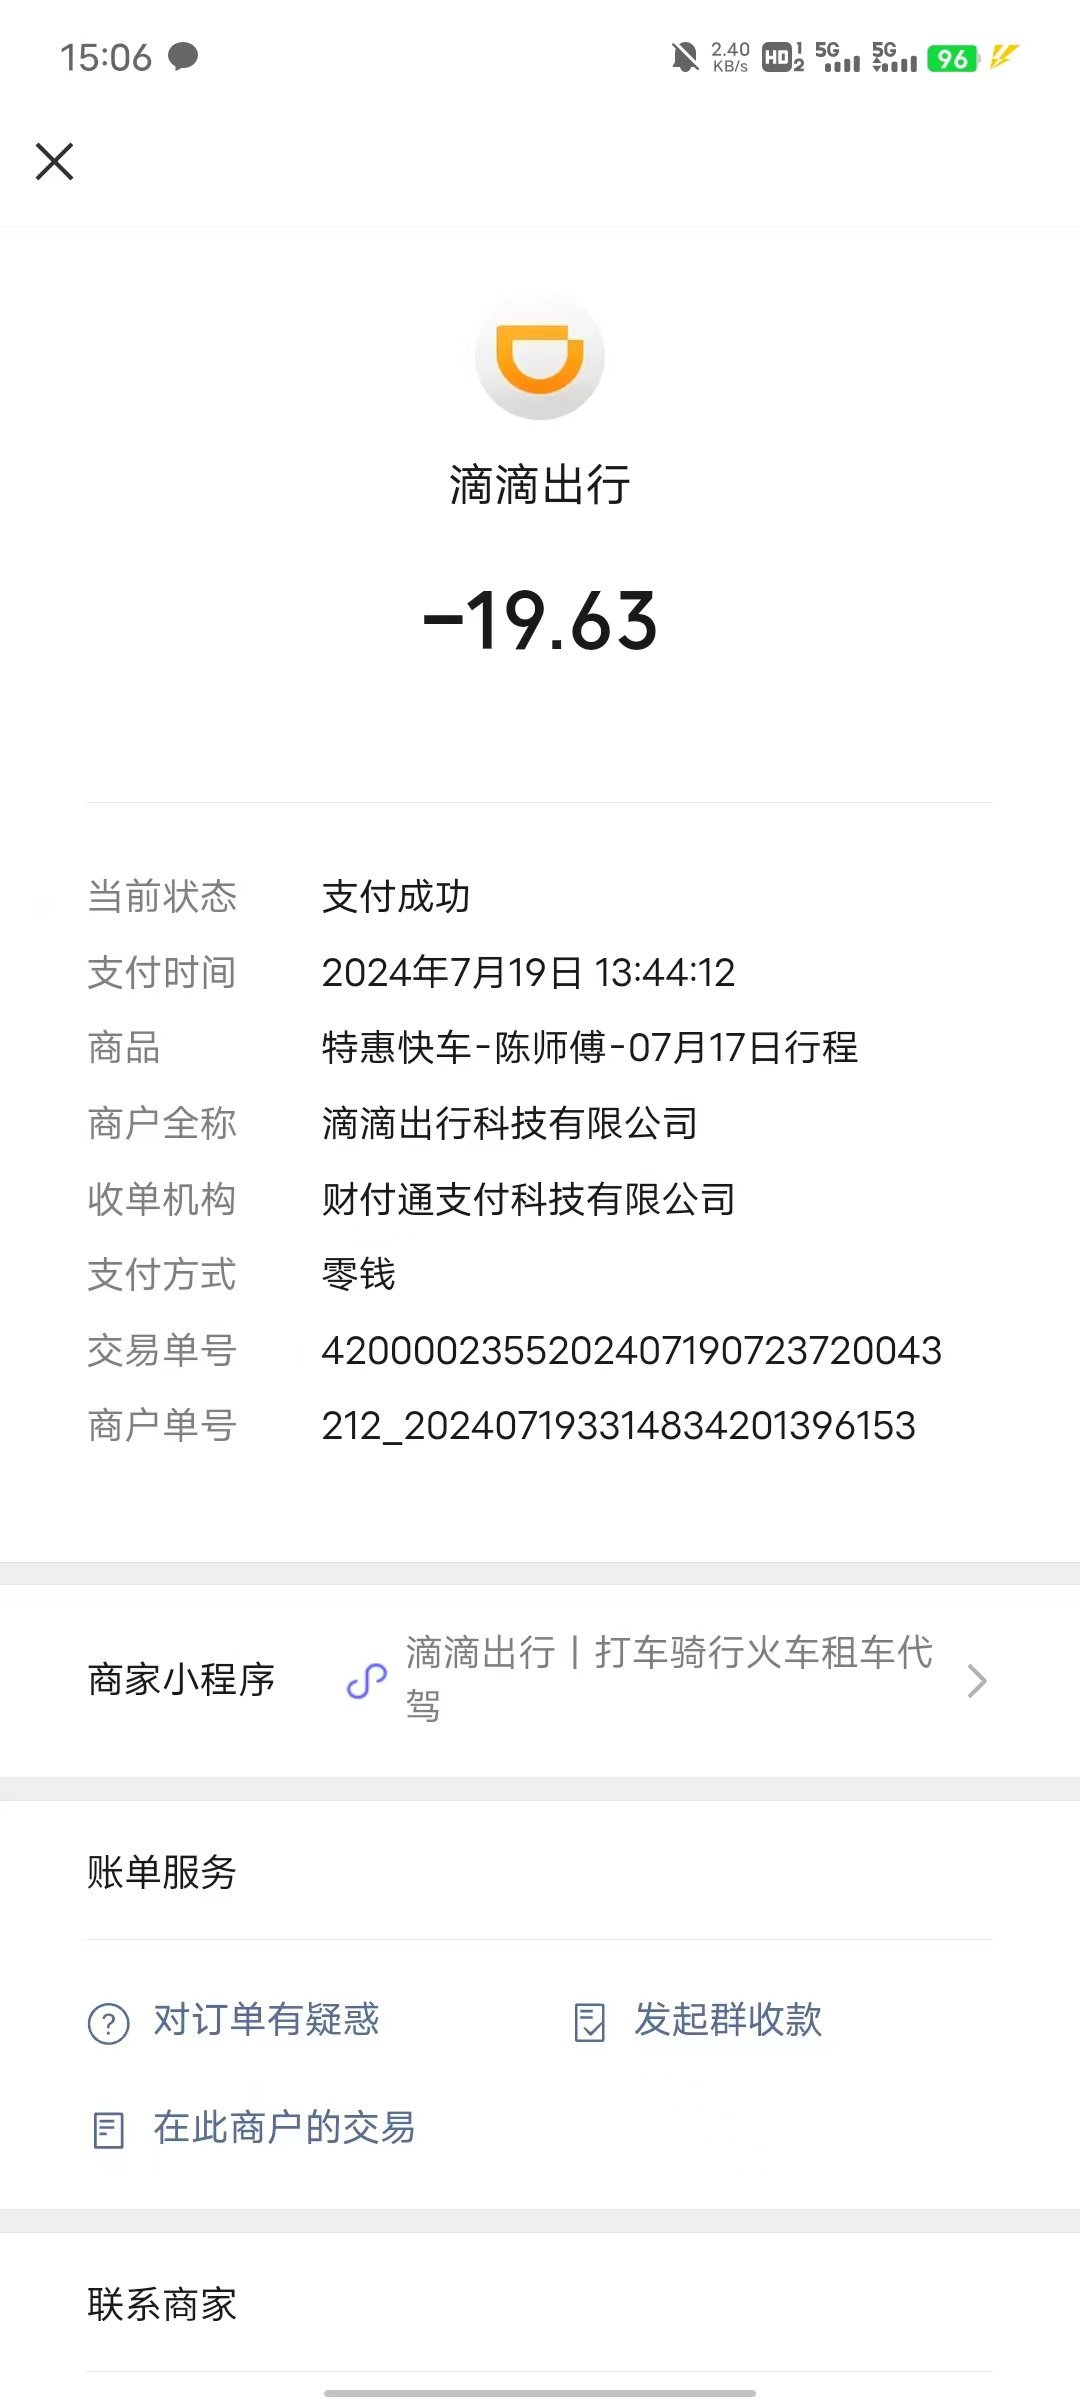 15:06
2.40 KB/s HD 1 2 5G 5G 96
滴滴出行
-19.63
当前状态 支付成功
支付时间 2024年7月19日 13:44:12
商品 特惠快车-陈师傅-07月17日行程
商户全称 滴滴出行科技有限公司
收单机构 财付通支付科技有限公司
支付方式 零钱
交易单号 4200002355202407190723720043
商户单号 212_202407193314834201396153
商家小程序 滴滴出行丨打车骑行火车租车代
驾
账单服务
对订单有疑惑 发起群收款
在此商户的交易
联系商家